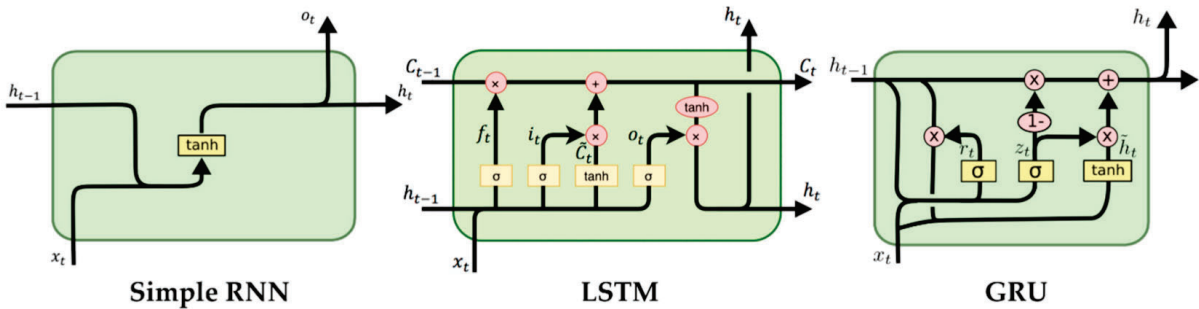 o_t
h_{t-1}
h_t
tanh
x_t
Simple RNN
h_t
C_{t-1}
×
+
C_t
tanh
f_t
i_t
×
o_t
×
C̃_t
σ
σ
tanh
σ
h_{t-1}
h_t
x_t
LSTM
h_t
h_{t-1}
x
+
1-
x
r_t
z_t
x
h̃_t
σ
σ
tanh
x_t
GRU